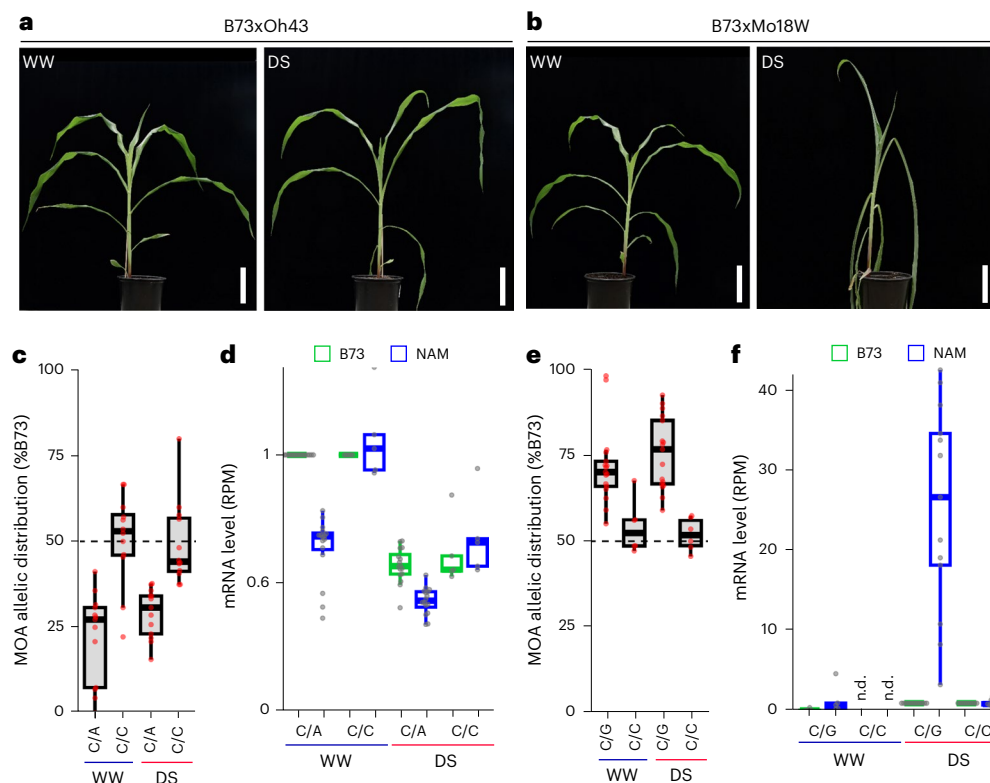 a
B73xOh43
b
B73xMo18W
WW
DS
WW
DS
c
MOA allelic distribution (%B73)
100
75
50
25
0
C/A
C/C
C/A
C/C
WW
DS
d
B73
NAM
mRNA level (RPM)
1
0.6
0
C/A
C/C
C/A
C/C
WW
DS
e
MOA allelic distribution (%B73)
100
75
50
25
0
C/G
C/C
C/G
C/C
WW
DS
f
B73
NAM
mRNA level (RPM)
40
30
20
10
0
n.d.
n.d.
C/G
C/C
C/G
C/C
WW
DS